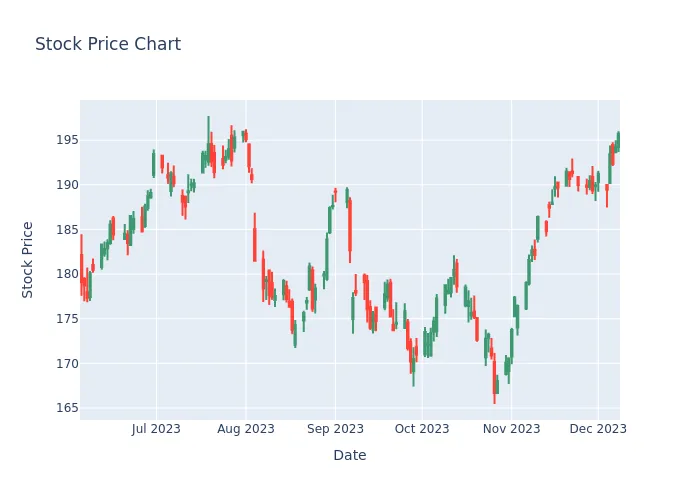 Stock Price Chart
195
190
185
180
175
170
165
Stock Price
Jul 2023
Aug 2023
Sep 2023
Oct 2023
Nov 2023
Dec 2023
Date